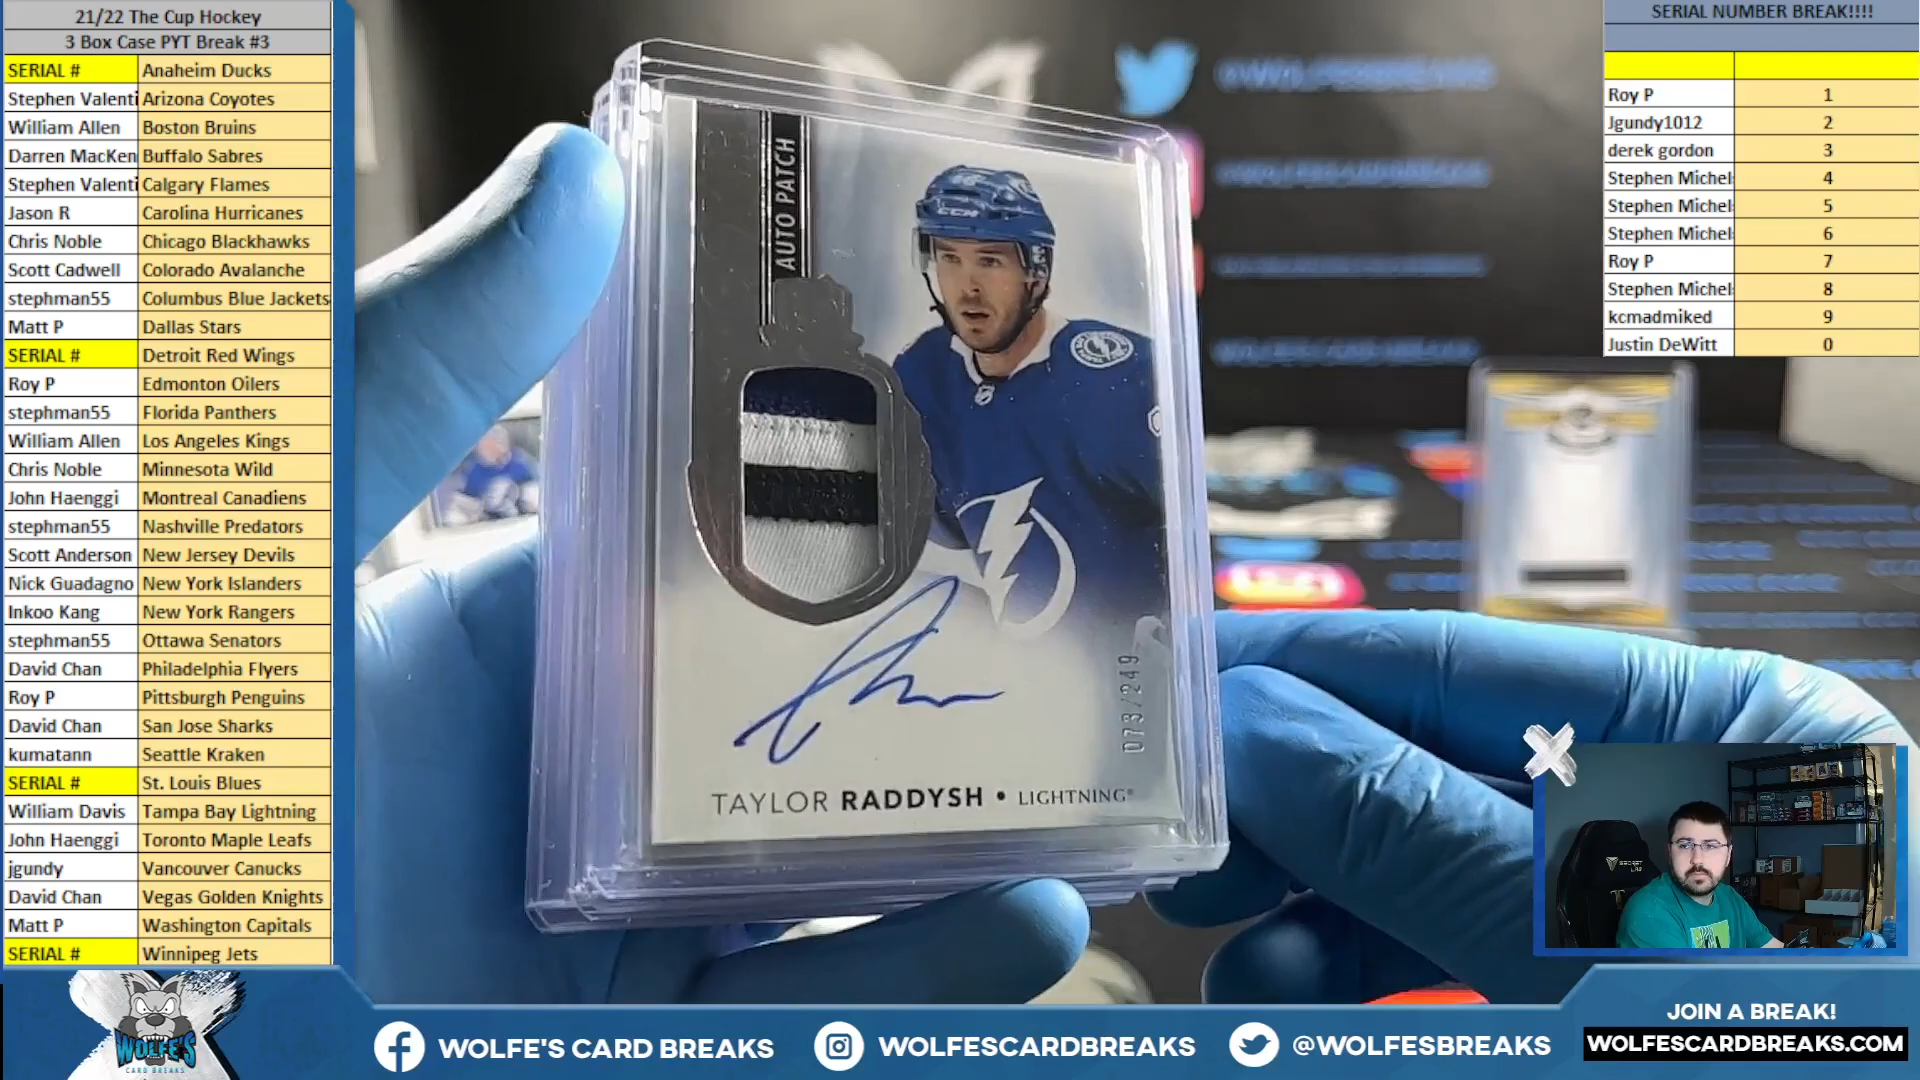 21/22 The Cup Hockey
3 Box Case PYT Break #3
SERIAL # Anaheim Ducks
Stephen Valenti Arizona Coyotes
William Allen Boston Bruins
Darren MacKen Buffalo Sabres
Stephen Valenti Calgary Flames
Jason R Carolina Hurricanes
Chris Noble Chicago Blackhawks
Scott Cadwell Colorado Avalanche
stephman55 Columbus Blue Jackets
Matt P Dallas Stars
SERIAL # Detroit Red Wings
Roy P Edmonton Oilers
stephman55 Florida Panthers
William Allen Los Angeles Kings
Chris Noble Minnesota Wild
John Haenggi Montreal Canadiens
stephman55 Nashville Predators
Scott Anderson New Jersey Devils
Nick Guadagno New York Islanders
Inkoo Kang New York Rangers
stephman55 Ottawa Senators
David Chan Philadelphia Flyers
Roy P Pittsburgh Penguins
David Chan San Jose Sharks
kumatann Seattle Kraken
SERIAL # St. Louis Blues
William Davis Tampa Bay Lightning
John Haenggi Toronto Maple Leafs
jgundy Vancouver Canucks
David Chan Vegas Golden Knights
Matt P Washington Capitals
SERIAL # Winnipeg Jets
AUTO PATCH
CCM
073/249
TAYLOR RADDYSH • LIGHTNING
@WOLFESBREAKS
SERIAL NUMBER BREAK!!!!
Roy P 1
Jgundy1012 2
derek gordon 3
Stephen Michel 4
Stephen Michel 5
Stephen Michel 6
Roy P 7
Stephen Michel 8
kcmadmiked 9
Justin DeWitt 0
SECRET
LAB
WOLFE'S
CARD BREAKS
WOLFE'S CARD BREAKS
WOLFESCARDBREAKS
@WOLFESBREAKS
JOIN A BREAK!
WOLFESCARDBREAKS.COM